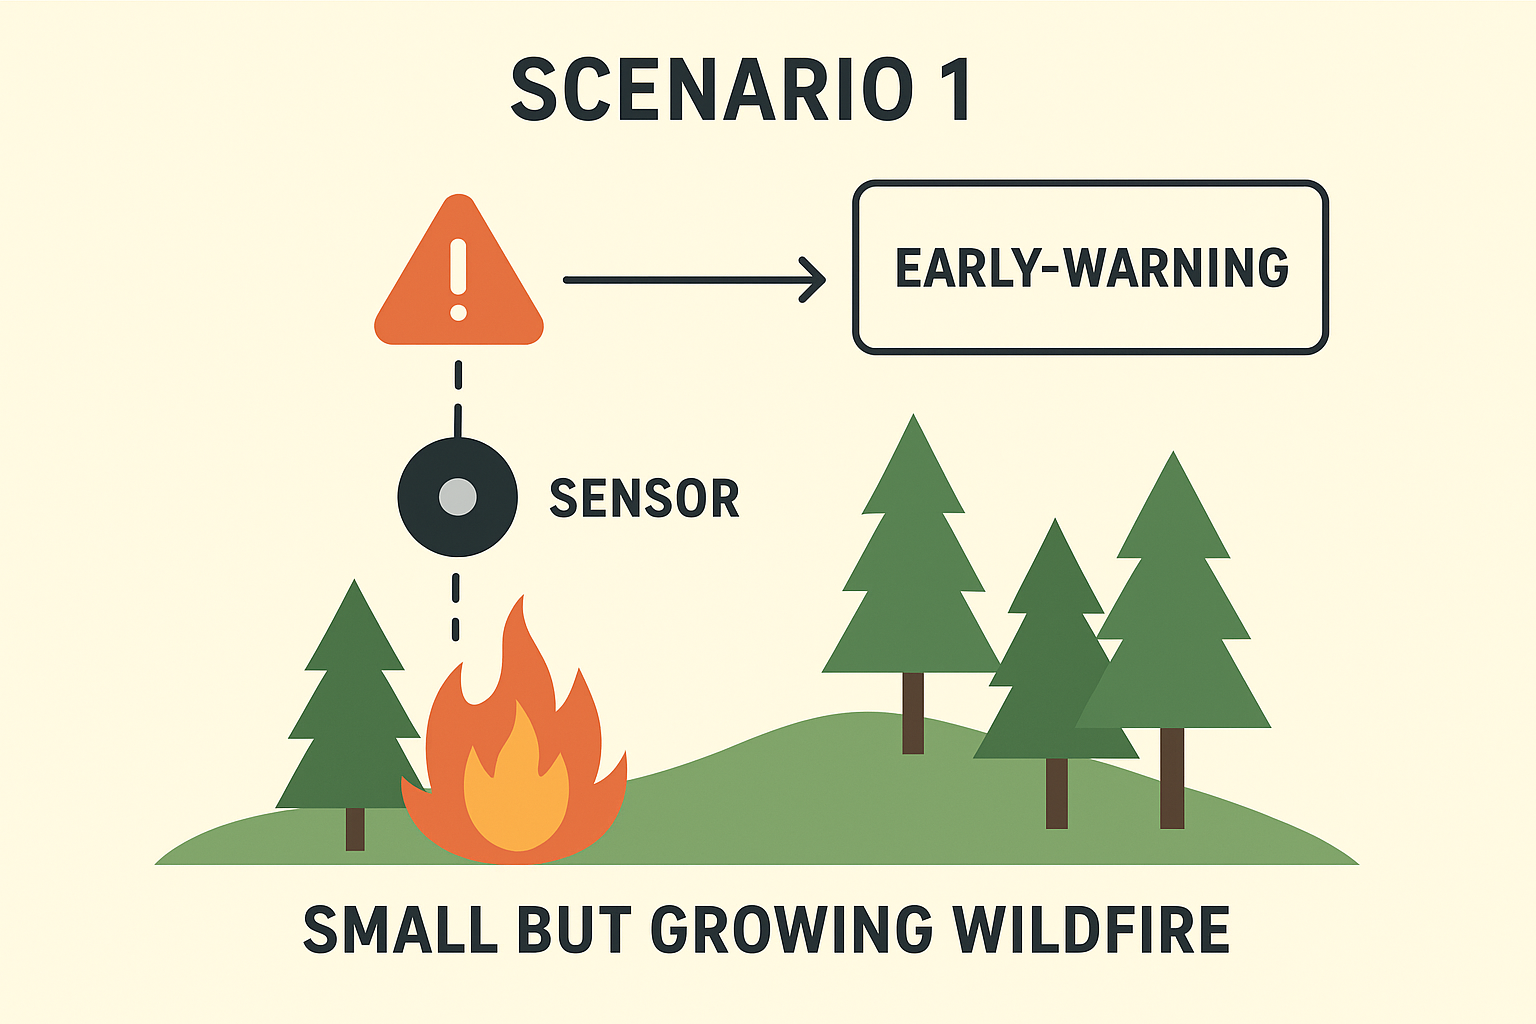 SCENARIO 1
EARLY-WARNING
SENSOR
SMALL BUT GROWING WILDFIRE